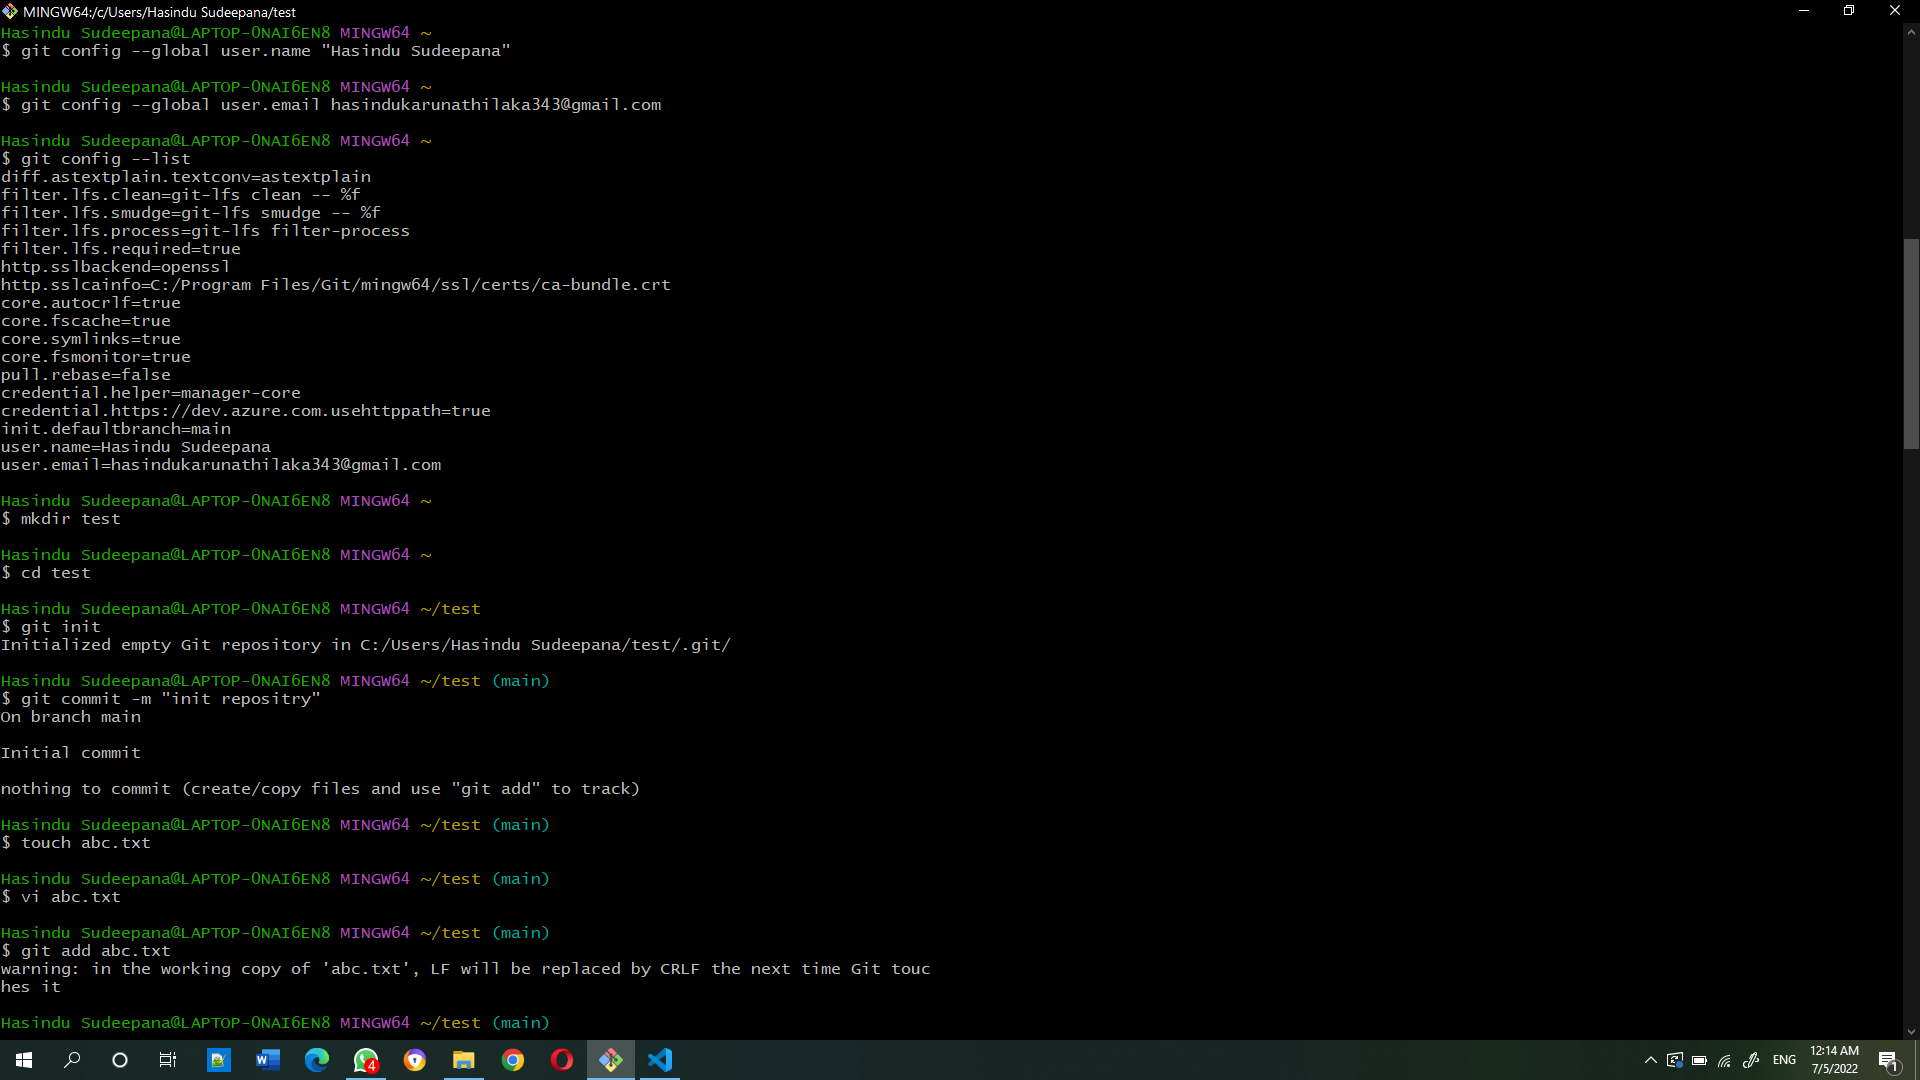 MINGW64:/c/Users/Hasindu Sudeepana/test
Hasindu Sudeepana@LAPTOP-0NAI6EN8 MINGW64 ~
$ git config --global user.name "Hasindu Sudeepana"
Hasindu Sudeepana@LAPTOP-0NAI6EN8 MINGW64 ~
$ git config --global user.email hasindukarunathilaka343@gmail.com
Hasindu Sudeepana@LAPTOP-0NAI6EN8 MINGW64 ~
$ git config --list
diff.astextplain.textconv=astextplain
filter.lfs.clean=git-lfs clean -- %f
filter.lfs.smudge=git-lfs smudge -- %f
filter.lfs.process=git-lfs filter-process
filter.lfs.required=true
http.sslbackend=openssl
http.sslcainfo=C:/Program Files/Git/mingw64/ssl/certs/ca-bundle.crt
core.autocrlf=true
core.fscache=true
core.symlinks=true
core.fsmonitor=true
pull.rebase=false
credential.helper=manager-core
credential.https://dev.azure.com.usehttppath=true
init.defaultbranch=main
user.name=Hasindu Sudeepana
user.email=hasindukarunathilaka343@gmail.com
Hasindu Sudeepana@LAPTOP-0NAI6EN8 MINGW64 ~
$ mkdir test
Hasindu Sudeepana@LAPTOP-0NAI6EN8 MINGW64 ~
$ cd test
Hasindu Sudeepana@LAPTOP-0NAI6EN8 MINGW64 ~/test
$ git init
Initialized empty Git repository in C:/Users/Hasindu Sudeepana/test/.git/
Hasindu Sudeepana@LAPTOP-0NAI6EN8 MINGW64 ~/test (main)
$ git commit -m "init repositry"
On branch main
Initial commit
nothing to commit (create/copy files and use "git add" to track)
Hasindu Sudeepana@LAPTOP-0NAI6EN8 MINGW64 ~/test (main)
$ touch abc.txt
Hasindu Sudeepana@LAPTOP-0NAI6EN8 MINGW64 ~/test (main)
$ vi abc.txt
Hasindu Sudeepana@LAPTOP-0NAI6EN8 MINGW64 ~/test (main)
$ git add abc.txt
warning: in the working copy of 'abc.txt', LF will be replaced by CRLF the next time Git touc
hes it
Hasindu Sudeepana@LAPTOP-0NAI6EN8 MINGW64 ~/test (main)
W
4
ENG
12:14 AM
7/5/2022
1